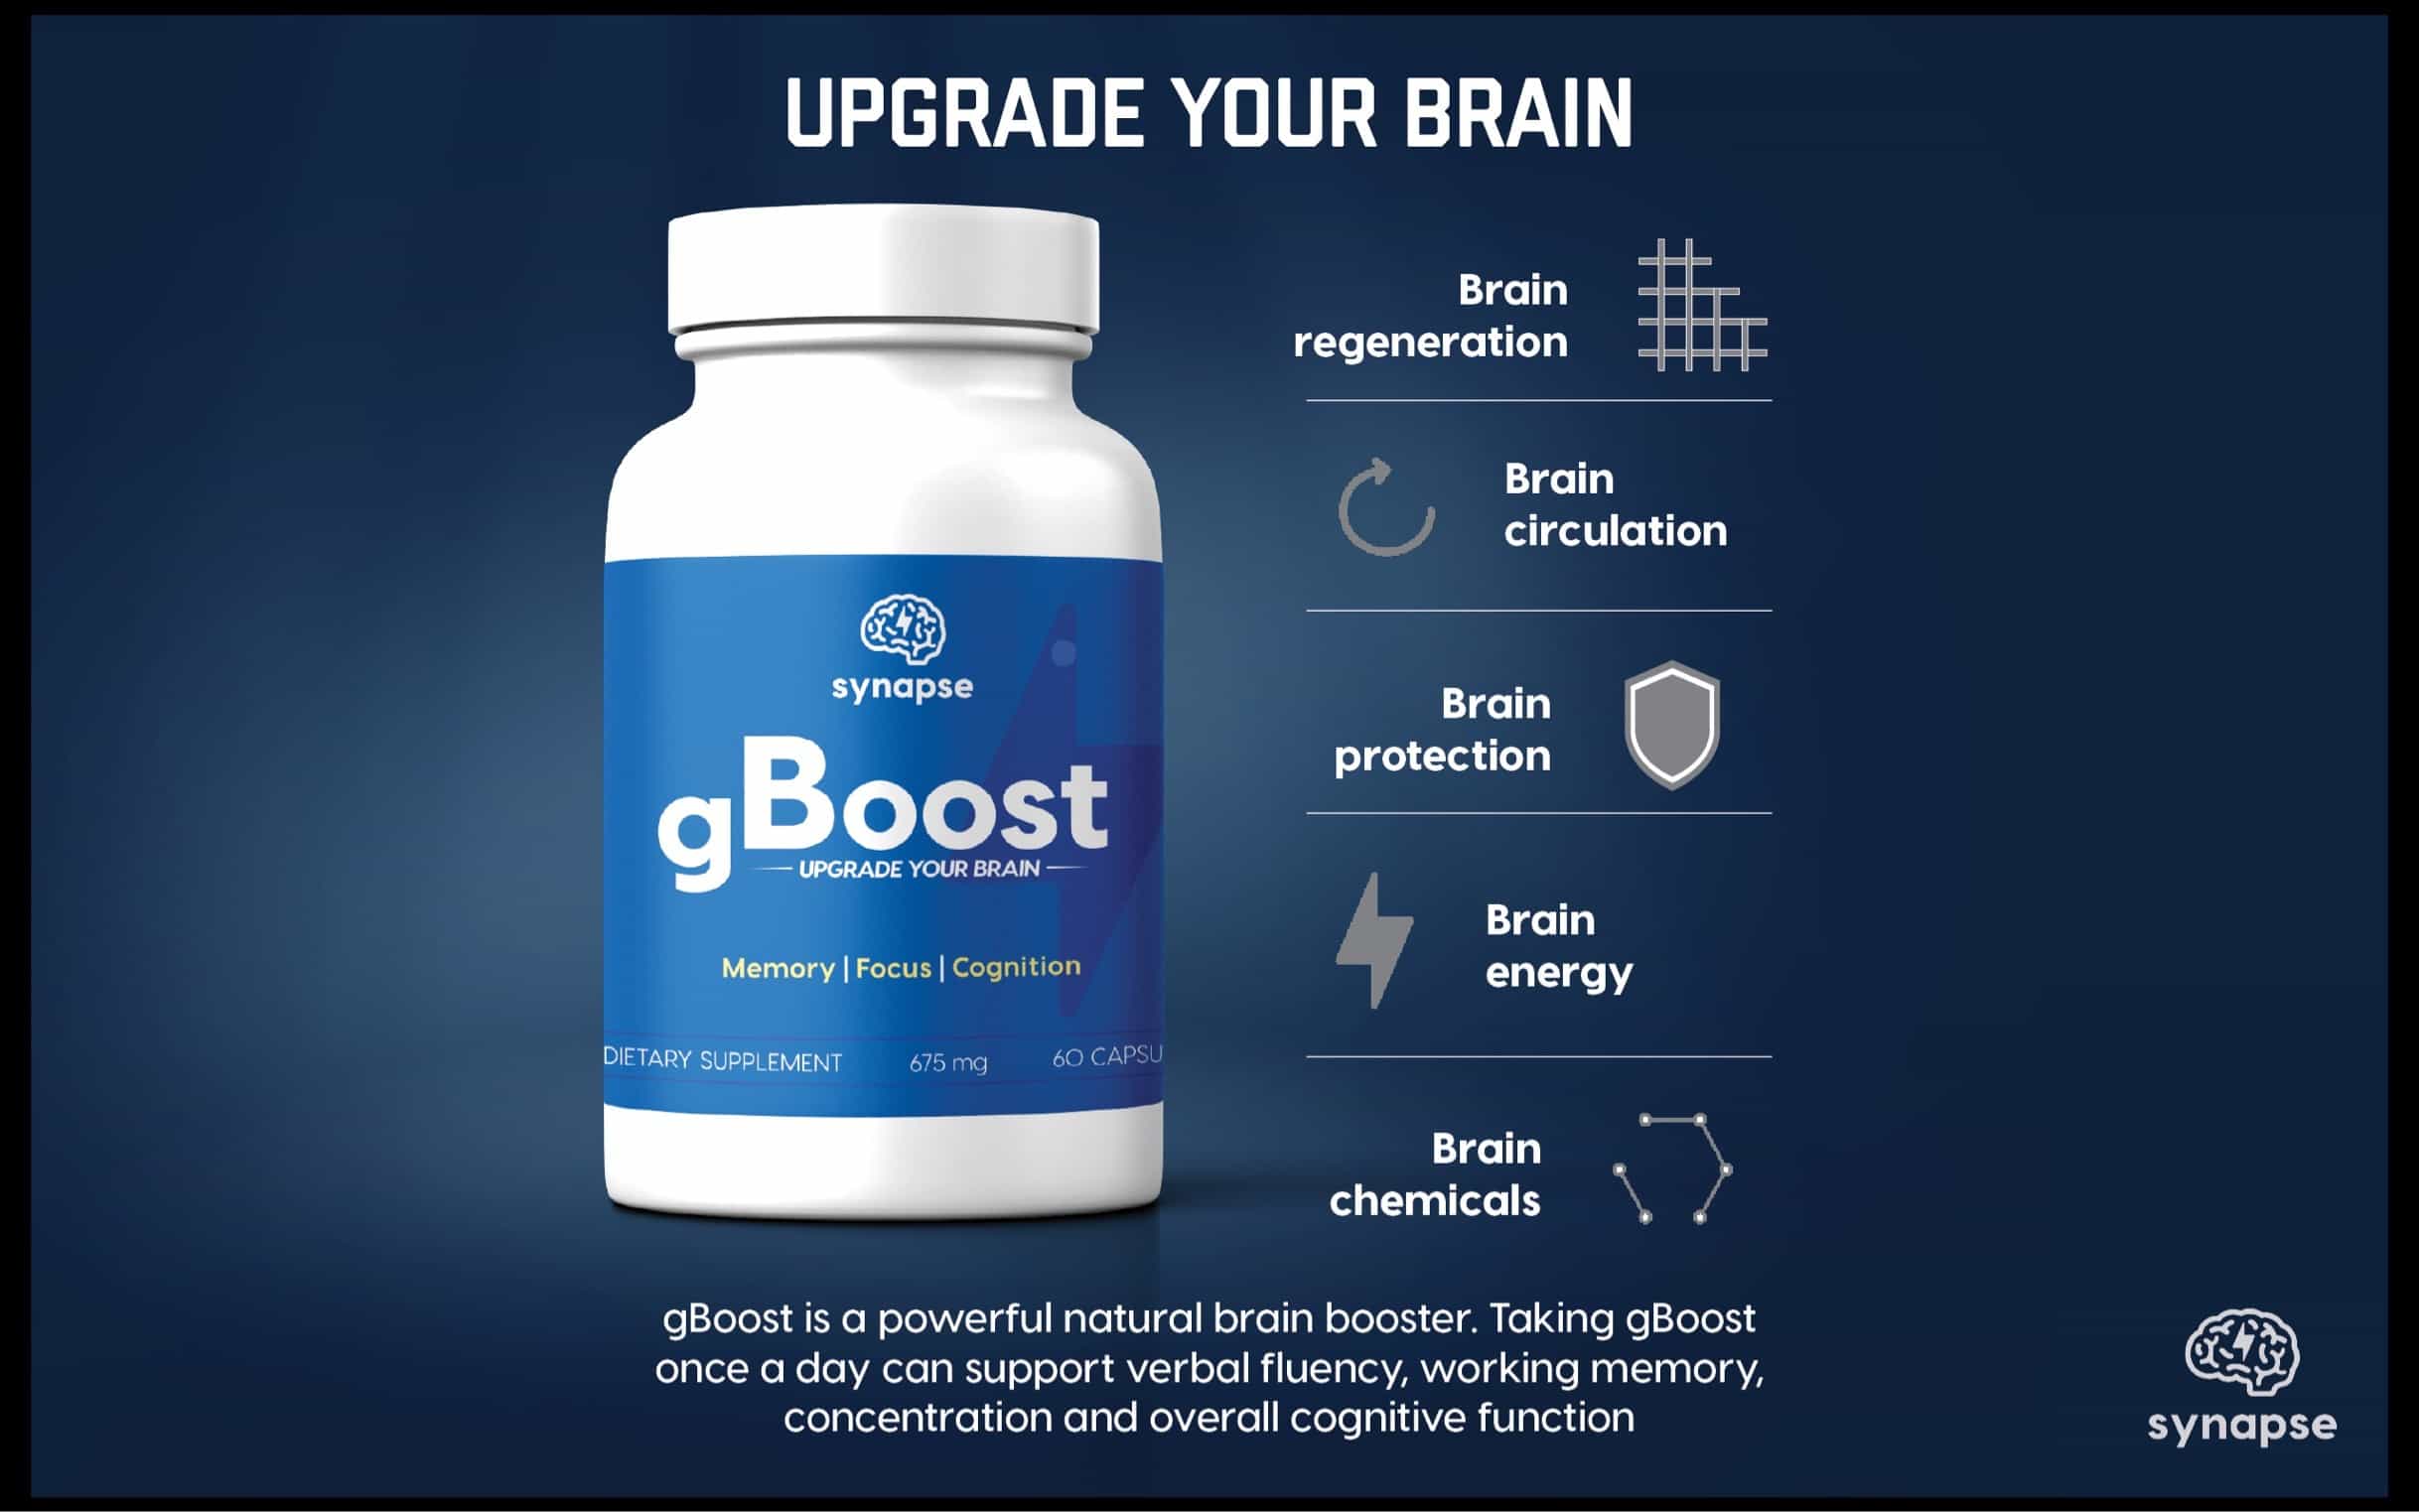 UPGRADE YOUR BRAIN
synapse
gBoost
UPGRADE YOUR BRAIN
Memory | Focus | Cognition
DIETARY SUPPLEMENT 675 mg 60 CAPSU
Brain
regeneration
Brain
circulation
Brain
protection
Brain
energy
Brain
chemicals
gBoost is a powerful natural brain booster. Taking gBoost
once a day can support verbal fluency, working memory,
concentration and overall cognitive function
synapse